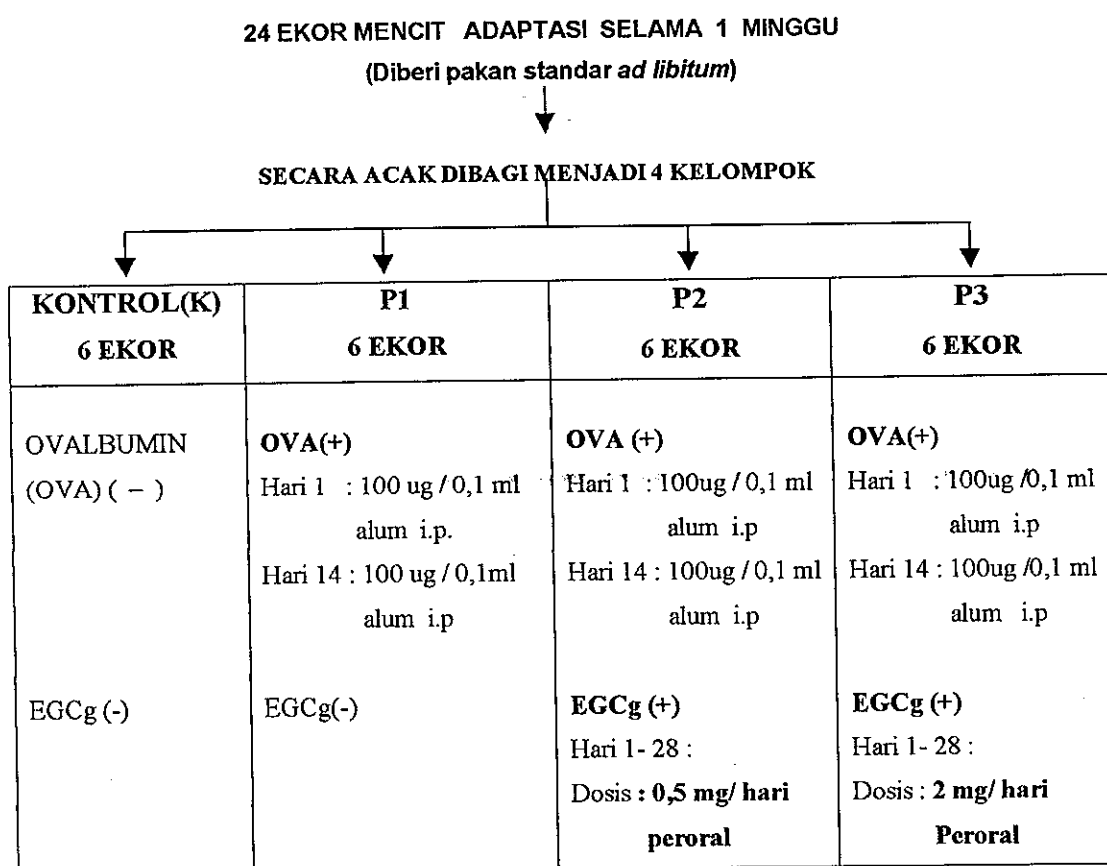 24 EKOR MENCIT ADAPTASI SELAMA 1 MINGGU
(Diberi pakan standar ad libitum)
SECARA ACAK DIBAGI MENJADI 4 KELOMPOK
KONTROL(K)
6 EKOR
P1
6 EKOR
P2
6 EKOR
P3
6 EKOR
OVALBUMIN
(OVA) ( – )
EGCg (-)
OVA(+)
Hari 1 : 100 ug / 0,1 ml
alum i.p.
Hari 14 : 100 ug / 0,1ml
alum i.p
EGCg(-)
OVA (+)
Hari 1 : 100ug / 0,1 ml
alum i.p
Hari 14 : 100ug / 0,1 ml
alum i.p
EGCg (+)
Hari 1- 28 :
Dosis : 0,5 mg/ hari
peroral
OVA(+)
Hari 1 : 100ug /0,1 ml
alum i.p
Hari 14 : 100ug /0,1 ml
alum i.p
EGCg (+)
Hari 1- 28 :
Dosis : 2 mg/ hari
Peroral